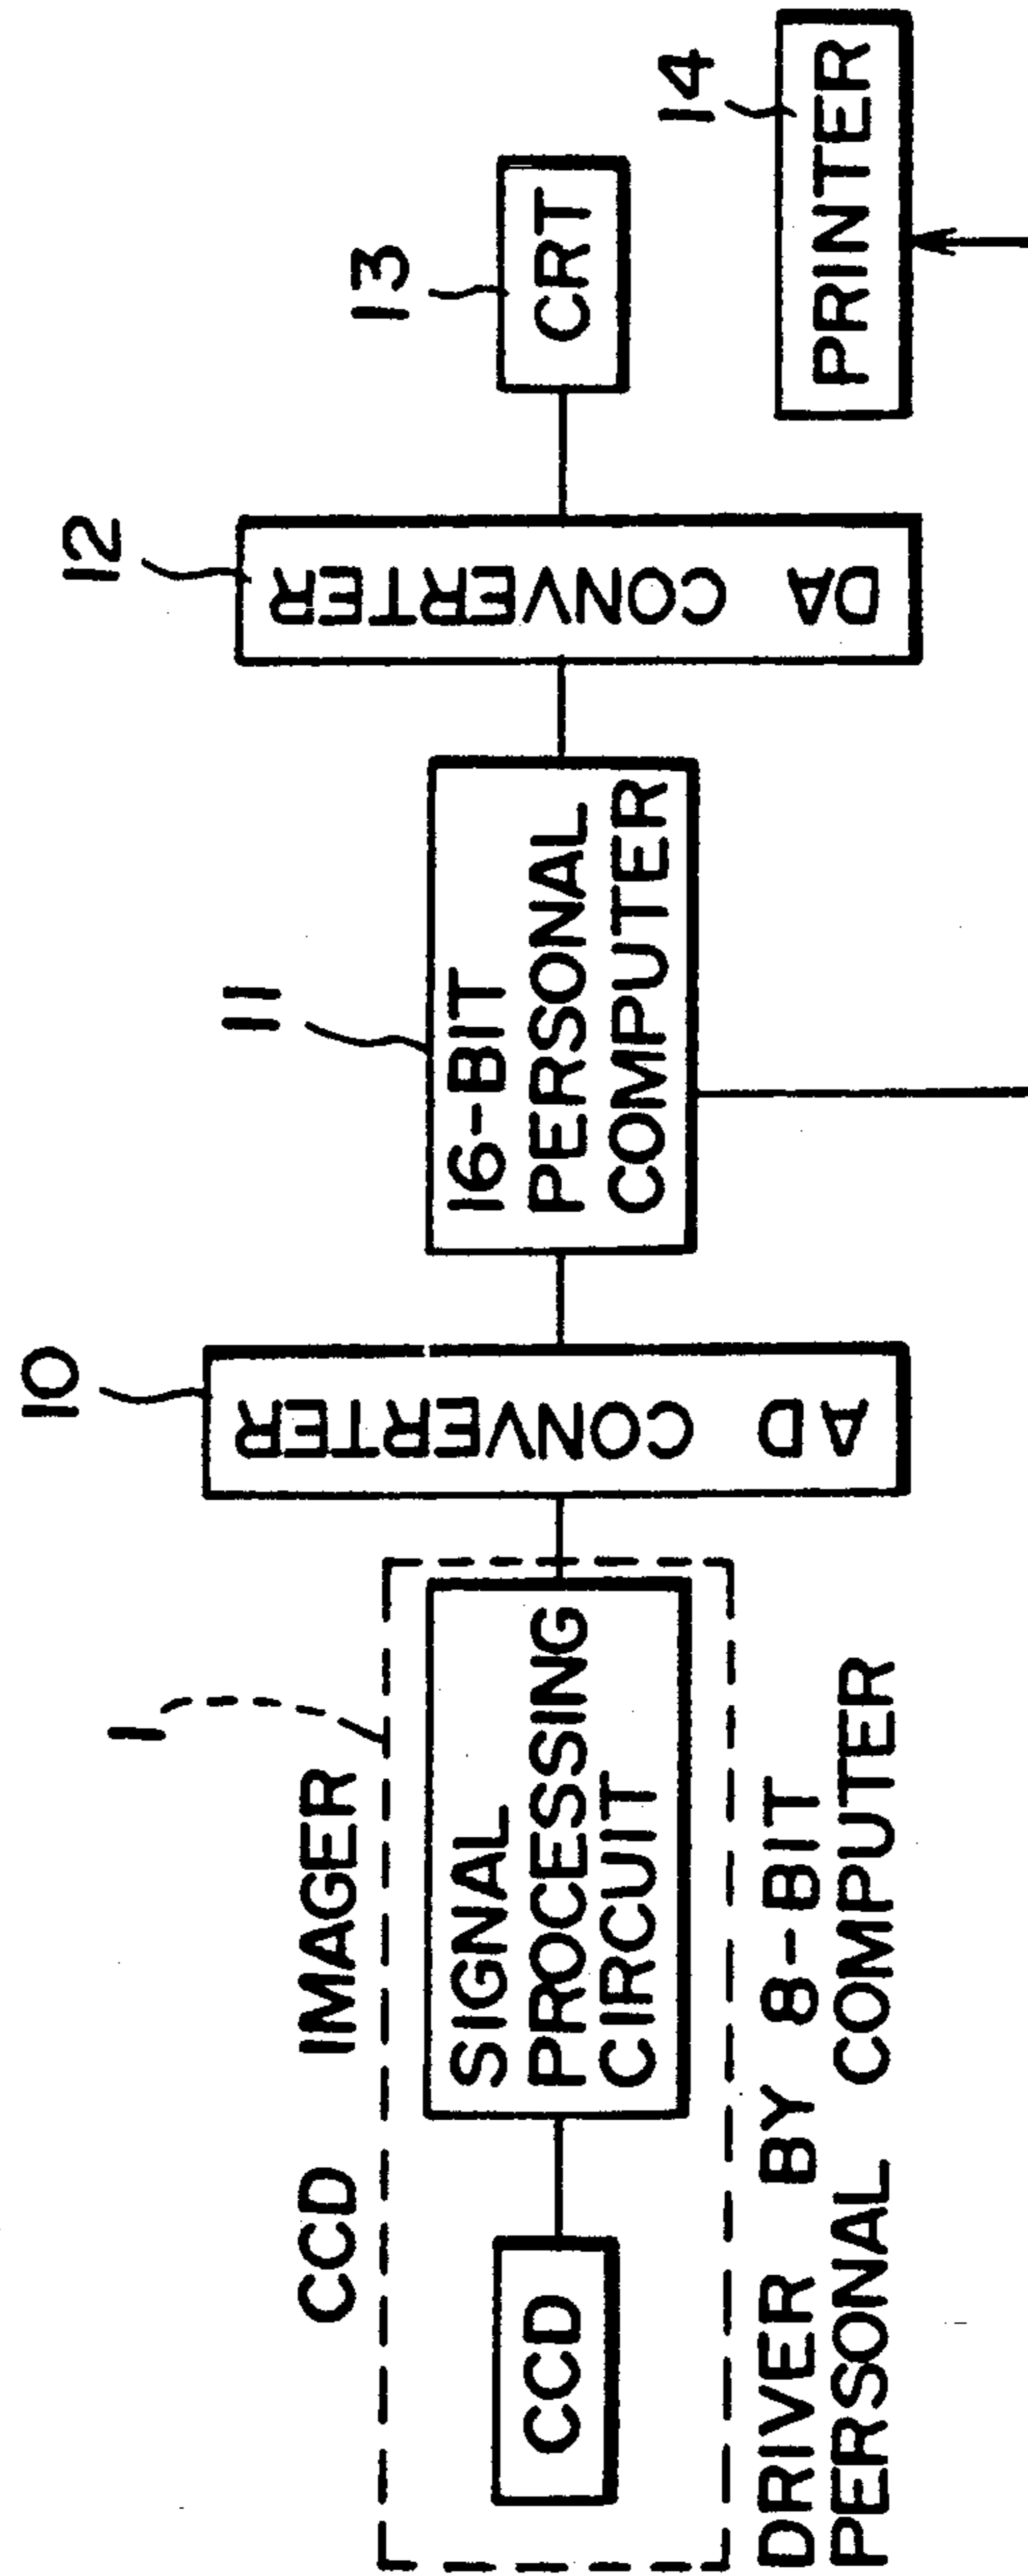 CCD IMAGER
1
CCD
SIGNAL
PROCESSING
CIRCUIT
DRIVER BY 8-BIT
PERSONAL COMPUTER
10
AD CONVERTER
11
16-BIT
PERSONAL
COMPUTER
12
DA CONVERTER
13
CRT
14
PRINTER